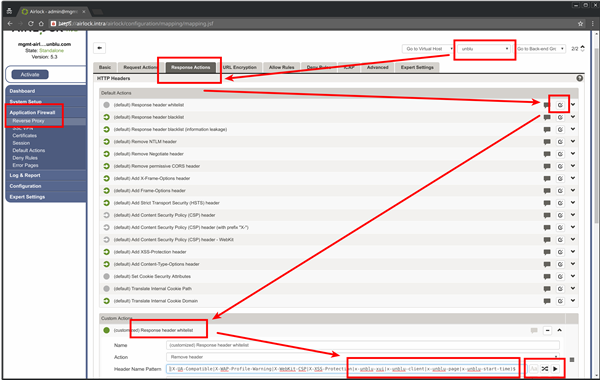 Airlock - admin@mgmt-
airlock.intra/airlock/configuration/mapping/mapping.jsf
mgmt-airl....unblu.com
State: Standalone
Version: 5.3
Activate
Dashboard
System Setup
Application Firewall
Reverse Proxy
SSL VPN
Certificates
Session
Default Actions
Deny Rules
Error Pages
Log & Report
Configuration
Expert Settings
Go to Virtual Host
unblu
Go to Back-end Gro
2/2
Basic
Request Actions
Response Actions
URL Encryption
Allow Rules
Deny Rules
ICAP
Advanced
Expert Settings
HTTP Headers
Default Actions
(default) Response header whitelist
(default) Response header blacklist
(default) Response header blacklist (information leakage)
(default) Remove NTLM header
(default) Remove Negotiate header
(default) Remove permissive CORS header
(default) Add X-Frame-Options header
(default) Add Frame-Options header
(default) Add Strict Transport Security (HSTS) header
(default) Add Content Security Policy (CSP) header
(default) Add Content Security Policy (CSP) header (with prefix "X-")
(default) Add Content Security Policy (CSP) header - WebKit
(default) Add XSS-Protection header
(default) Add Content-Type-Options header
(default) Set Cookie Security Attributes
(default) Translate Internal Cookie Path
(default) Translate Internal Cookie Domain
Custom Actions
(customized) Response header whitelist
Name
(customized) Response header whitelist
Action
Remove header
Header Name Pattern
|X-UA-Compatible|X-WAP-Profile-Warning|X-WebKit-CSP|X-XSS-Protection|x-unblu-xui|x-unblu-client|x-unblu-page|x-unblu-start-time)$